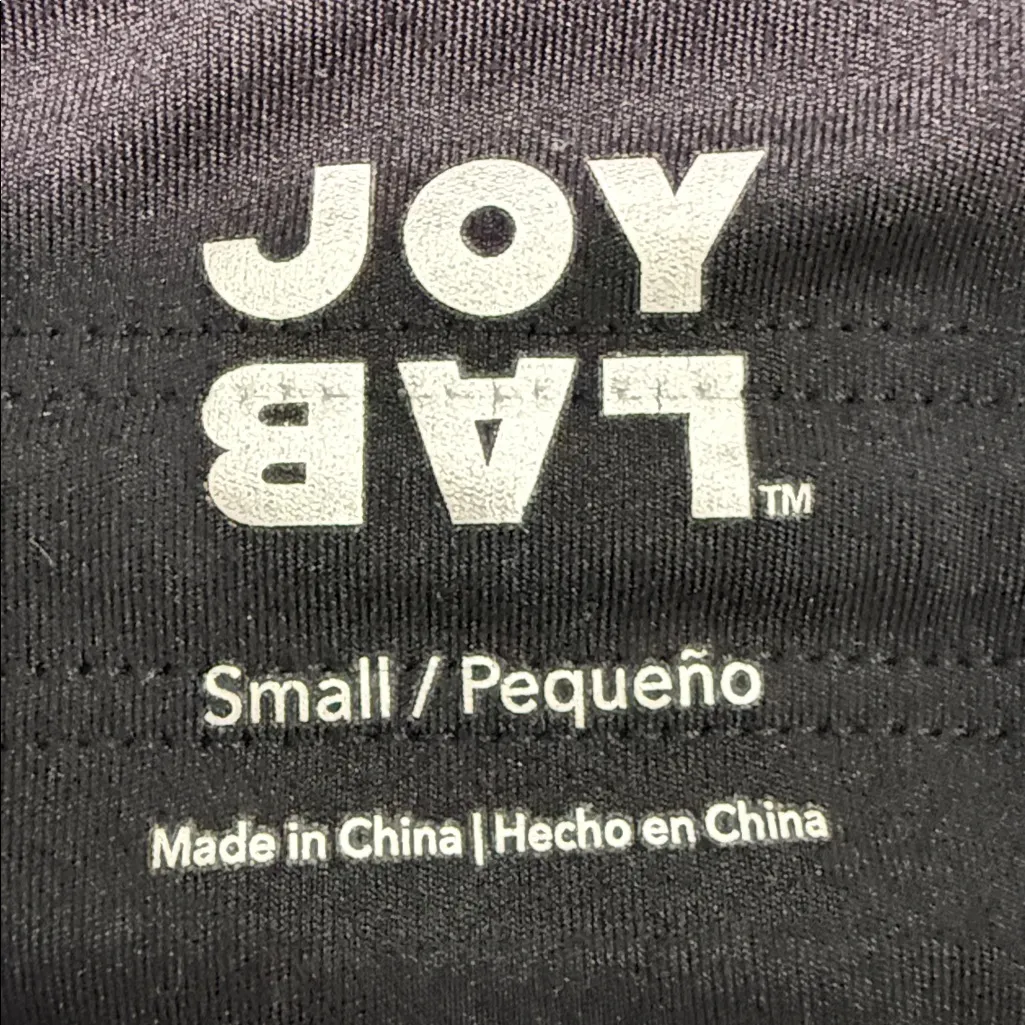 JOY
LAB™
Small / Pequeño
Made in China | Hecho en China